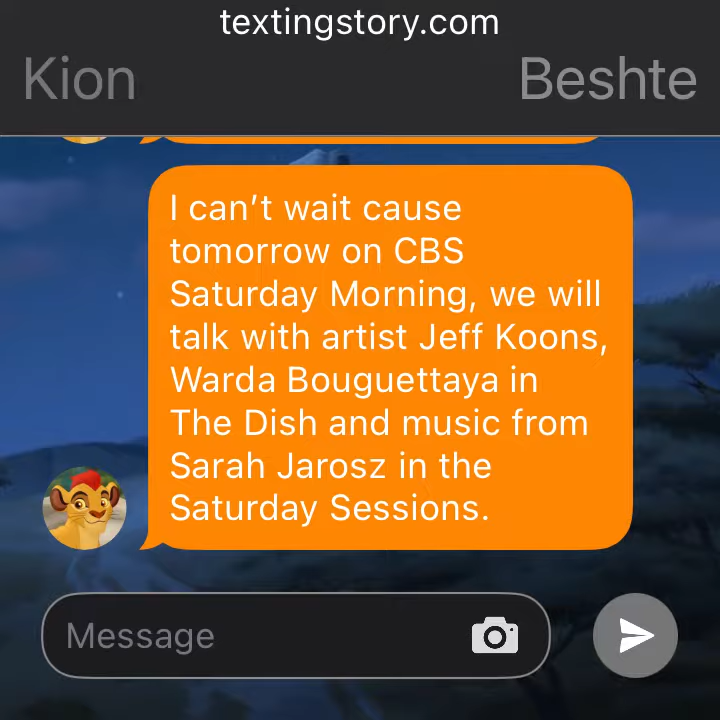 textingstory.com
Kion
Beshte
I can’t wait cause
tomorrow on CBS
Saturday Morning, we will
talk with artist Jeff Koons,
Warda Bouguettaya in
The Dish and music from
Sarah Jarosz in the
Saturday Sessions.
Message